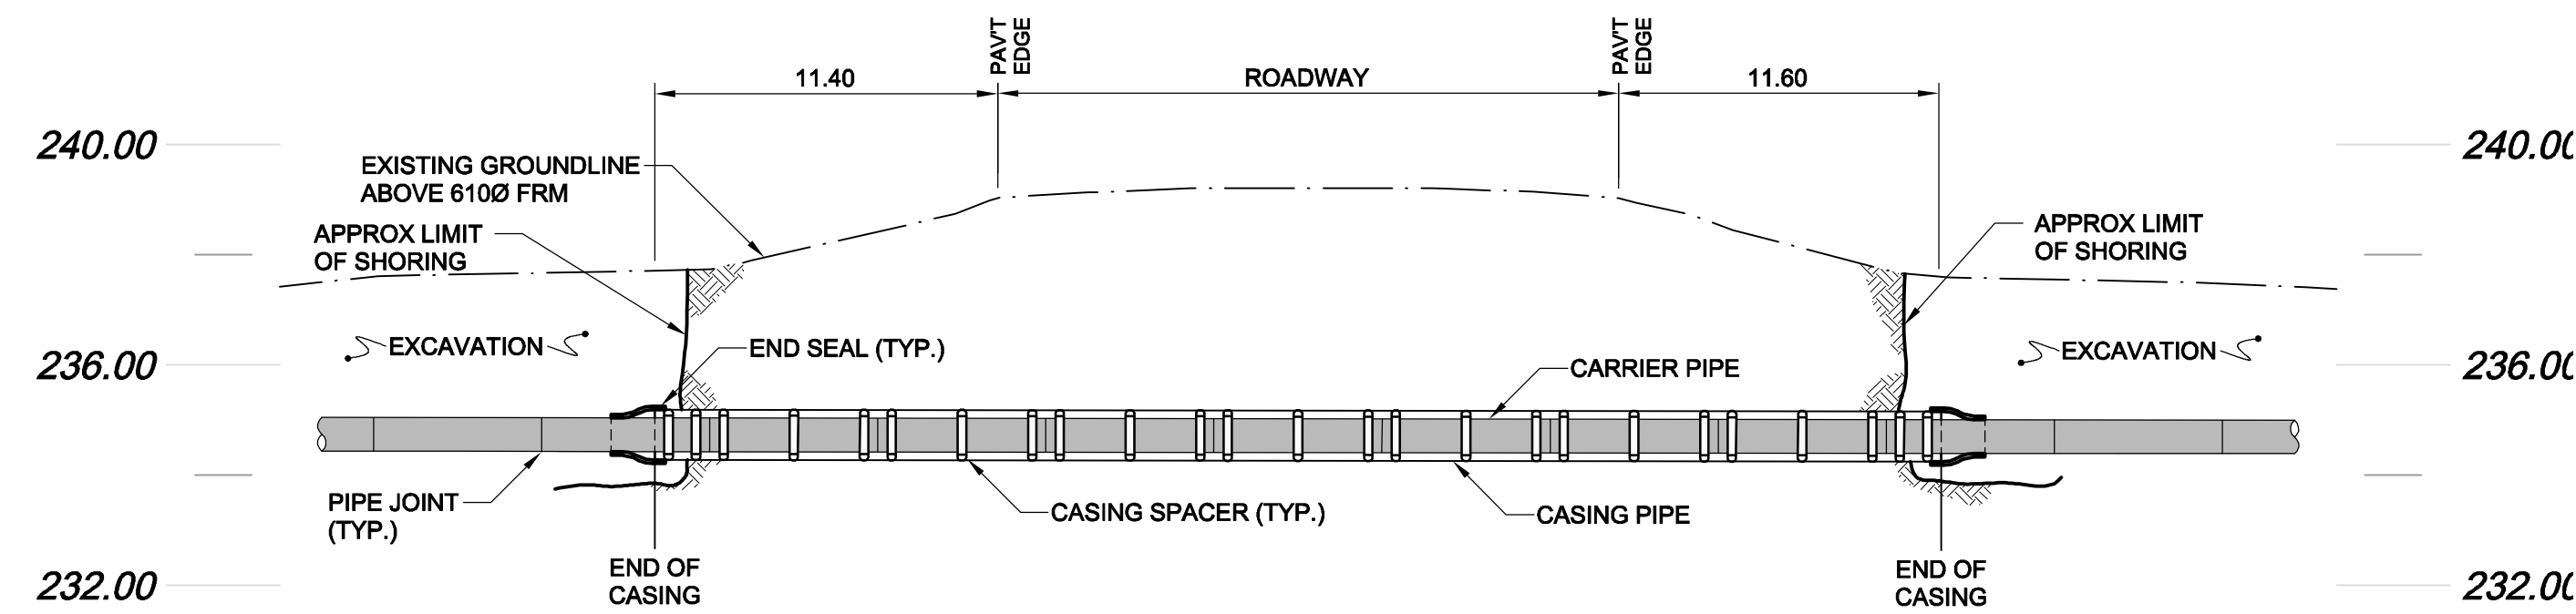 PAV'T
EDGE
PAV'T
EDGE
11.40
ROADWAY
11.60
240.00
240.00
EXISTING GROUNDLINE
ABOVE 610Ø FRM
APPROX LIMIT
OF SHORING
APPROX LIMIT
OF SHORING
EXCAVATION
END SEAL (TYP.)
EXCAVATION
236.00
CARRIER PIPE
236.00
PIPE JOINT
(TYP.)
CASING SPACER (TYP.)
CASING PIPE
END OF
CASING
END OF
CASING
232.00
232.00